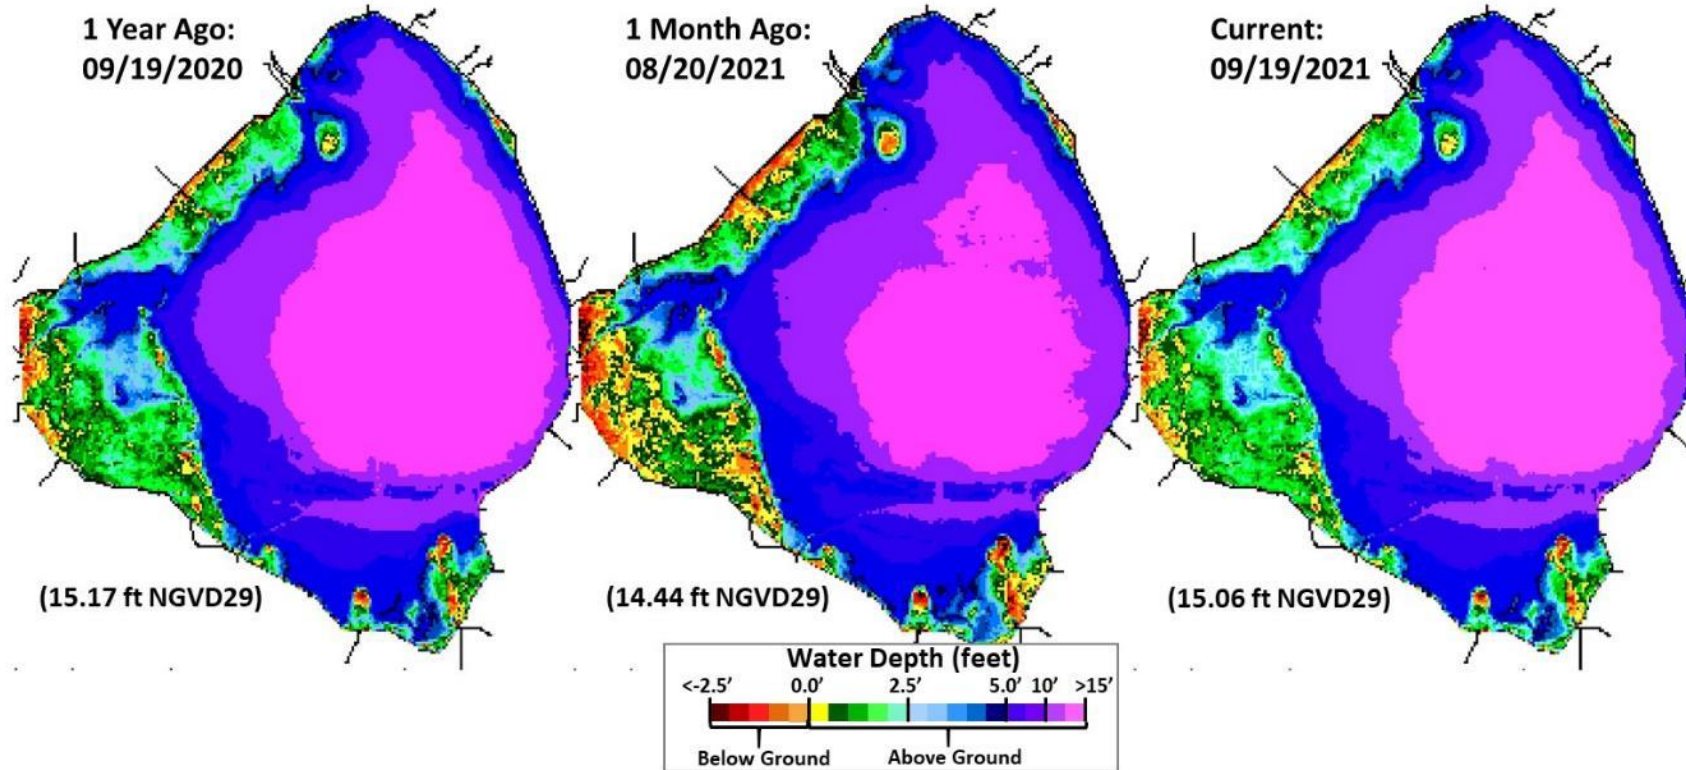 1 Year Ago:
09/19/2020
1 Month Ago:
08/20/2021
Current:
09/19/2021
(15.17 ft NGVD29)
(14.44 ft NGVD29)
(15.06 ft NGVD29)
Water Depth (feet)
<-2.5’ 0.0’ 2.5’ 5.0’ 10’ >15’
Below Ground Above Ground